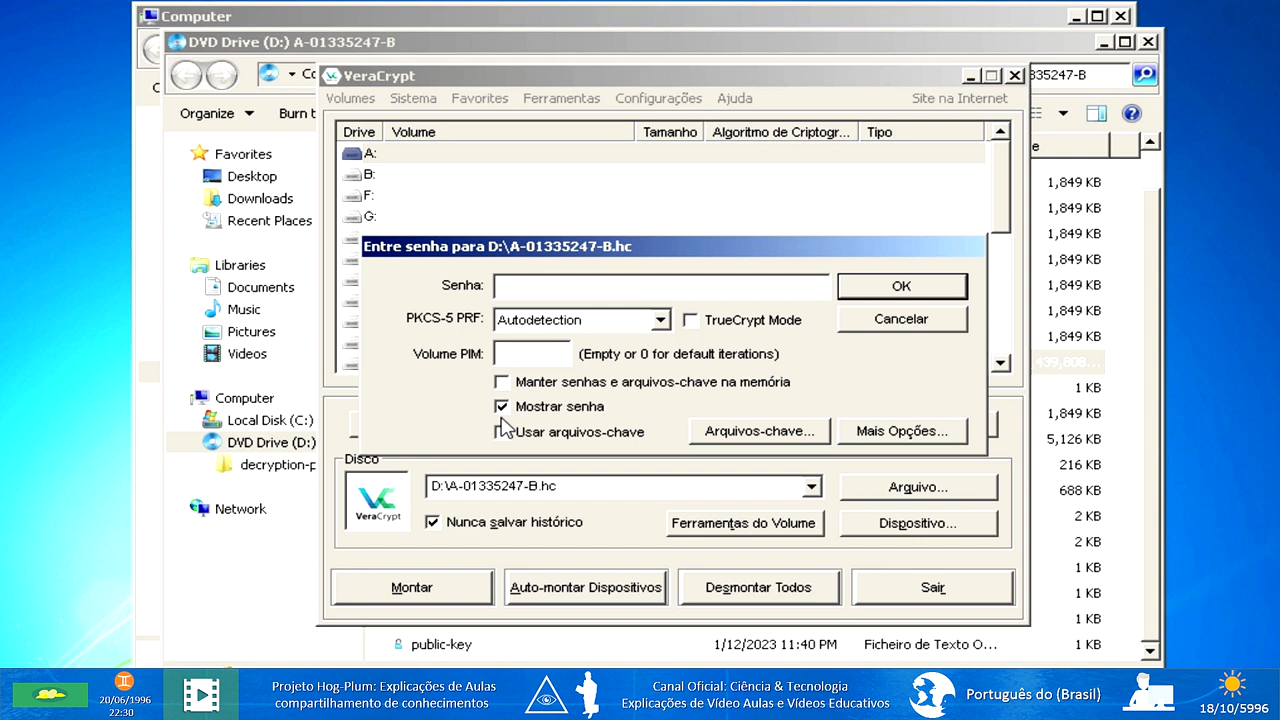 Computer
DVD Drive (D:) A-01335247-B
335247-B
VeraCrypt
Volumes Sistema Favorites Ferramentas Configurações Ajuda Site na Internet
Organize
Drive Volume Tamanho Algoritmo de Criptogr... Tipo
A:
B:
F:
G:
Favorites
Desktop
Downloads
Recent Places
Libraries
Documents
Music
Pictures
Videos
Computer
Local Disk (C:)
DVD Drive (D:)
decryption-p
Network
1,849 KB
1,849 KB
1,849 KB
1,849 KB
1,849 KB
1,849 KB
1,849 KB
439,808...
1 KB
1,849 KB
5,126 KB
216 KB
688 KB
2 KB
2 KB
1 KB
1 KB
1 KB
Entre senha para D:\A-01335247-B.hc
Senha:
OK
PKCS-5 PRF: Autodetection TrueCrypt Mode
Cancelar
Volume PIM: (Empty or 0 for default iterations)
Manter senhas e arquivos-chave na memória
Mostrar senha
Usar arquivos-chave
Arquivos-chave...
Mais Opções...
Disco
VeraCrypt
D:\A-01335247-B.hc
Arquivo...
Nunca salvar histórico
Ferramentas do Volume
Dispositivo...
Montar
Auto-montar Dispositivos
Desmontar Todos
Sair
public-key 1/12/2023 11:40 PM Ficheiro de Texto O... 1 KB
20/06/1996
22:30
Projeto Hog-Plum: Explicações de Aulas
compartilhamento de conhecimentos
Canal Oficial: Ciência & Tecnologia
Explicações de Vídeo Aulas e Vídeos Educativos
Português do (Brasil)
18/10/5996